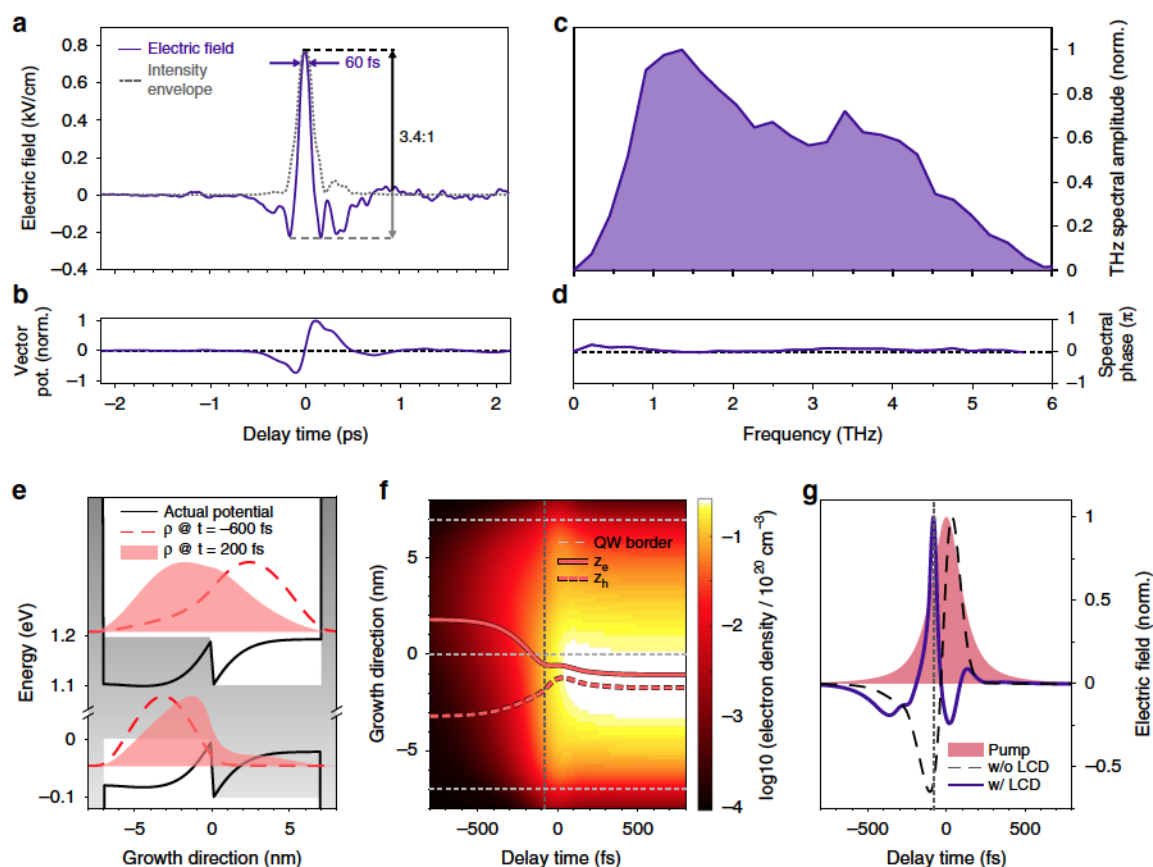 a
Electric field (kV/cm)
0.8
0.6
0.4
0.2
0
−0.2
−0.4
Electric field
Intensity
envelope
60 fs
3.4:1
b
Vector
pot. (norm.)
1
0
−1
−2
−1
0
1
2
Delay time (ps)
c
1
0.8
0.6
0.4
0.2
0
THz spectral amplitude (norm.)
d
1
0
−1
Spectral
phase (π)
0
1
2
3
4
5
6
Frequency (THz)
e
Actual potential
ρ @ t = −600 fs
ρ @ t = 200 fs
Energy (eV)
1.2
1.1
0
−0.1
−5
0
5
Growth direction (nm)
f
Growth direction (nm)
5
0
−5
QW border
ze
zh
−500
0
500
Delay time (fs)
−1
−2
−3
−4
log10 (electron density / 10²⁰ cm⁻³)
g
Pump
w/o LCD
w/ LCD
1
0.5
0
−0.5
Electric field (norm.)
−500
0
500
Delay time (fs)